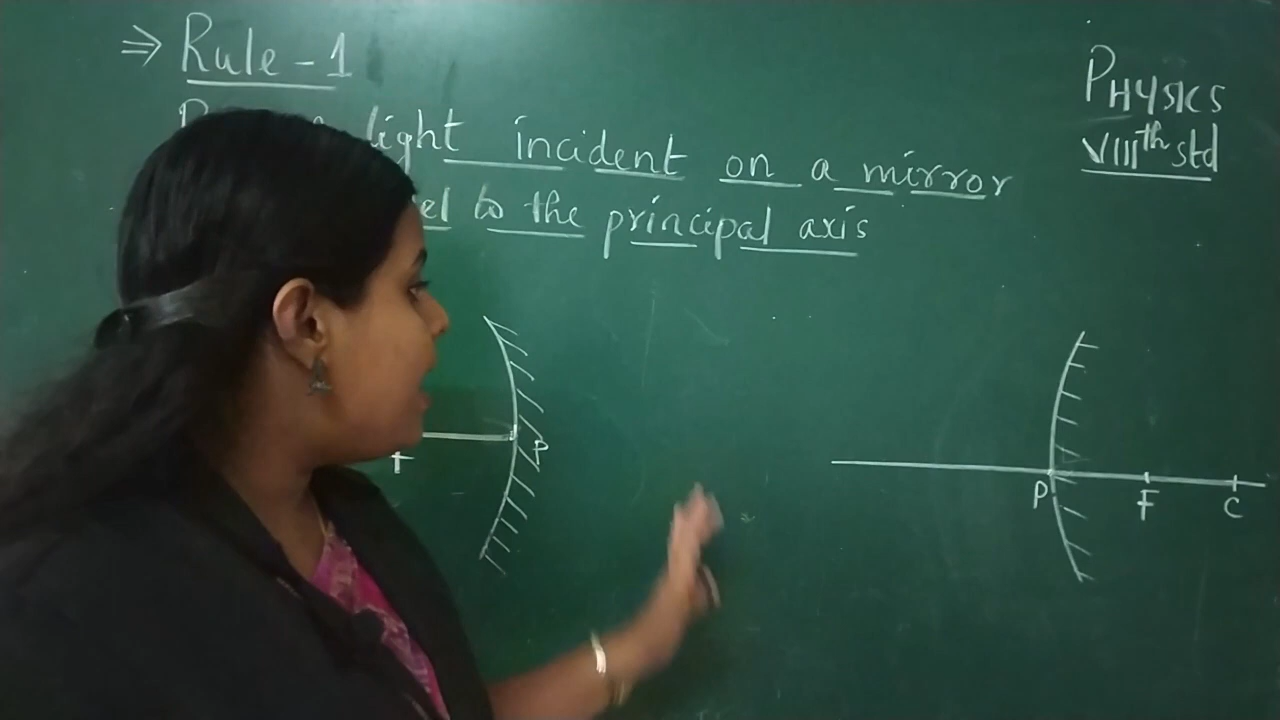 ⇒ Rule - 1
light incident on a mirror
to the principal axis
PHYSICS
VIIIth std
P
F
P
F
C